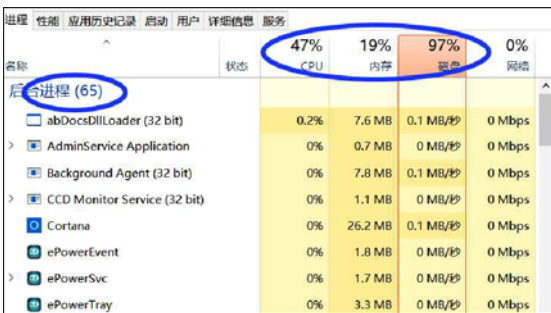 进程 性能 应用历史记录 启动 用户 详细信息 服务
47% 19% 97% 0%
名称 状态 CPU 内存 磁盘 网络
后台进程 (65)
abDocsDllLoader (32 bit) 0.2% 7.6 MB 0.1 MB/秒 0 Mbps
AdminService Application 0% 0.7 MB 0 MB/秒 0 Mbps
Background Agent (32 bit) 0% 7.8 MB 0.1 MB/秒 0 Mbps
CCD Monitor Service (32 bit) 0% 1.1 MB 0 MB/秒 0 Mbps
Cortana 0% 26.2 MB 0.1 MB/秒 0 Mbps
ePowerEvent 0% 1.8 MB 0 MB/秒 0 Mbps
ePowerSvc 0% 1.7 MB 0 MB/秒 0 Mbps
ePowerTray 0% 3.3 MB 0 MB/秒 0 Mbps